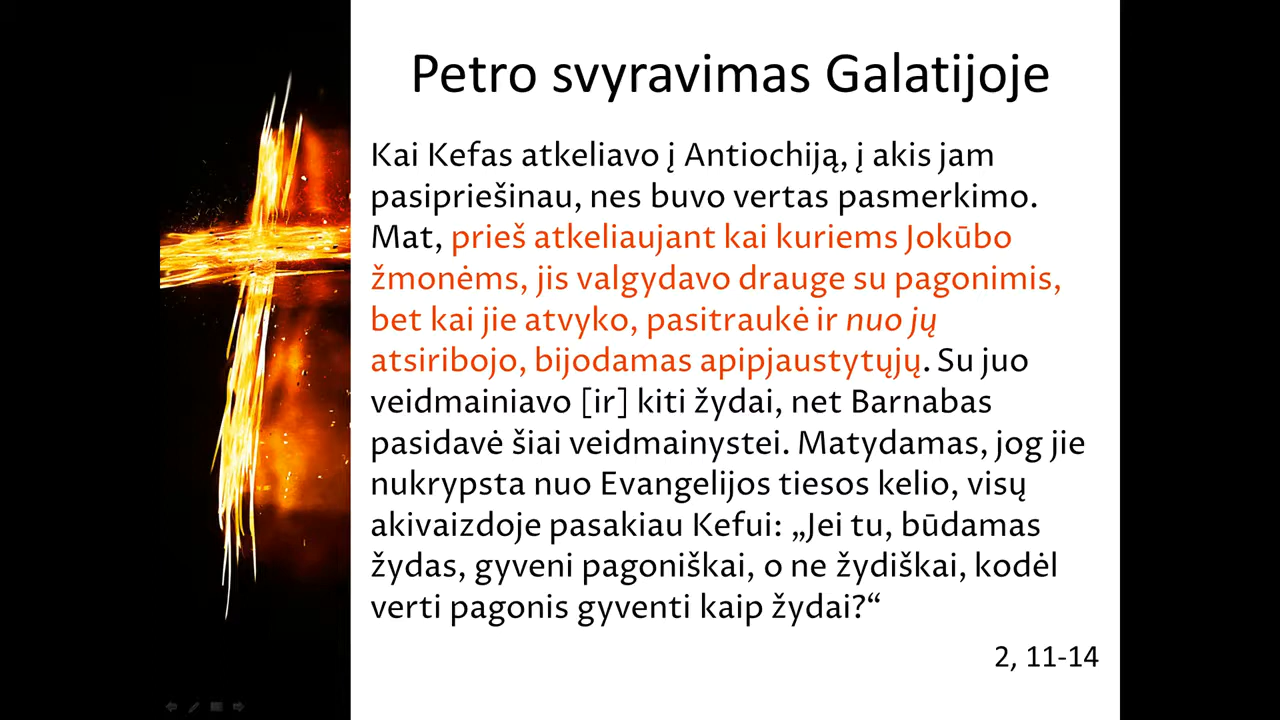 Petro svyravimas Galatijoje
Kai Kefas atkeliavo į Antiochiją, į akis jam
pasipriešinau, nes buvo vertas pasmerkimo.
Mat, prieš atkeliaujant kai kuriems Jokūbo
žmonėms, jis valgydavo drauge su pagonimis,
bet kai jie atvyko, pasitraukė ir nuo jų
atsiribojo, bijodamas apipjaustytųjų. Su juo
veidmainiavo [ir] kiti žydai, net Barnabas
pasidavė šiai veidmainystei. Matydamas, jog jie
nukrypsta nuo Evangelijos tiesos kelio, visų
akivaizdoje pasakiau Kefui: „Jei tu, būdamas
žydas, gyveni pagoniškai, o ne žydiškai, kodėl
verti pagonis gyventi kaip žydai?“
2, 11-14